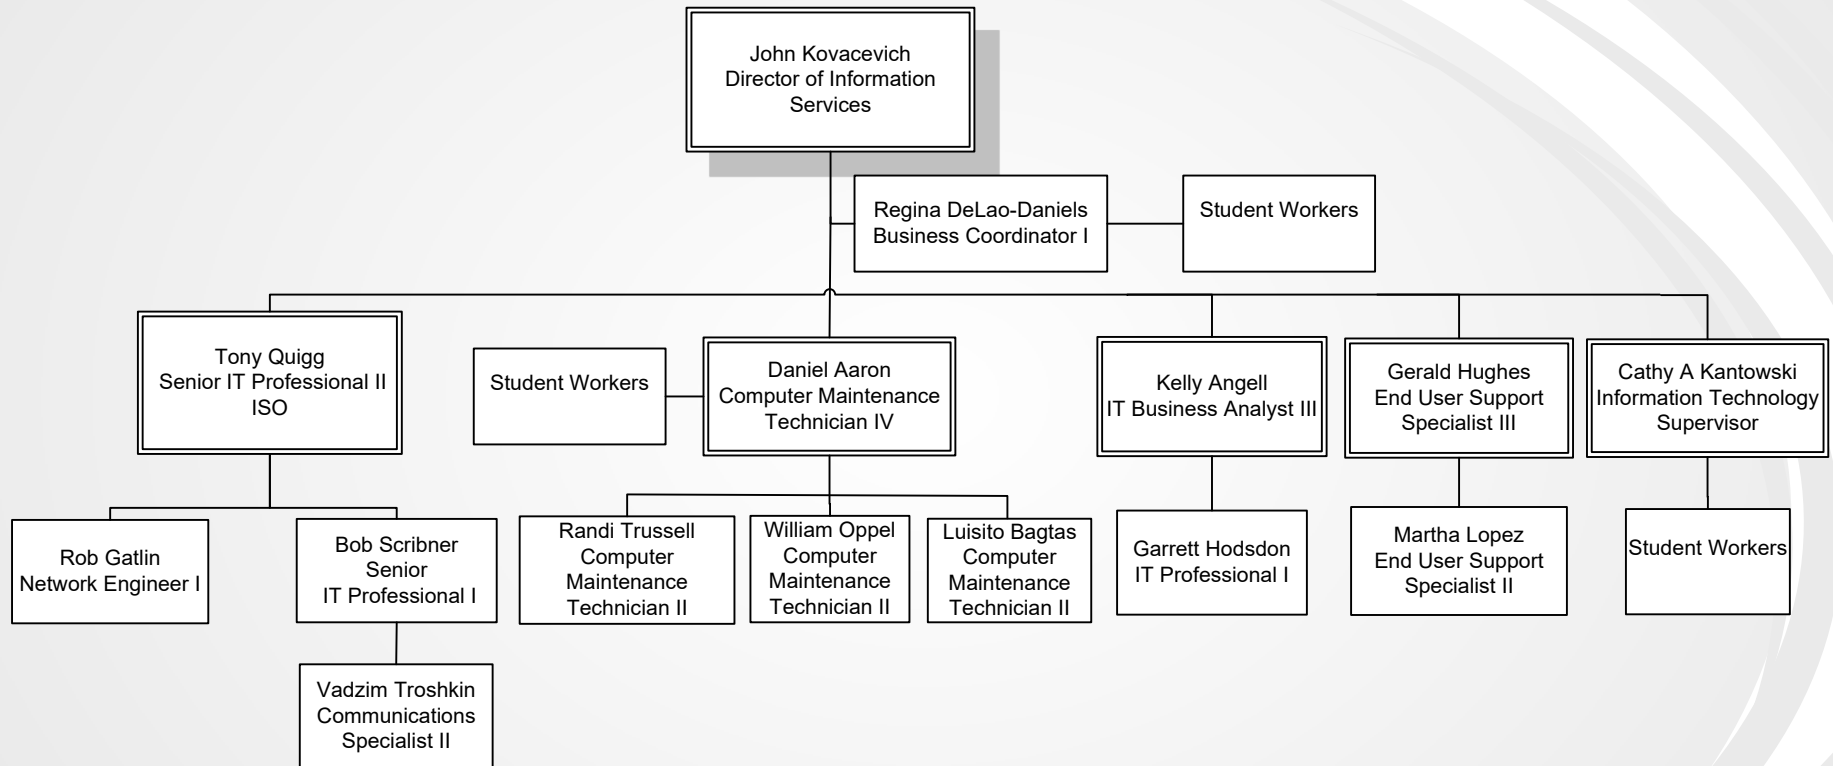 John Kovacevich
Director of Information
Services
Regina DeLao-Daniels
Business Coordinator I
Student Workers
Tony Quigg
Senior IT Professional II
ISO
Student Workers
Daniel Aaron
Computer Maintenance
Technician IV
Kelly Angell
IT Business Analyst III
Gerald Hughes
End User Support
Specialist III
Cathy A Kantowski
Information Technology
Supervisor
Rob Gatlin
Network Engineer I
Bob Scribner
Senior
IT Professional I
Randi Trussell
Computer
Maintenance
Technician II
William Oppel
Computer
Maintenance
Technician II
Luisito Bagtas
Computer
Maintenance
Technician II
Garrett Hodsdon
IT Professional I
Martha Lopez
End User Support
Specialist II
Student Workers
Vadzim Troshkin
Communications
Specialist II